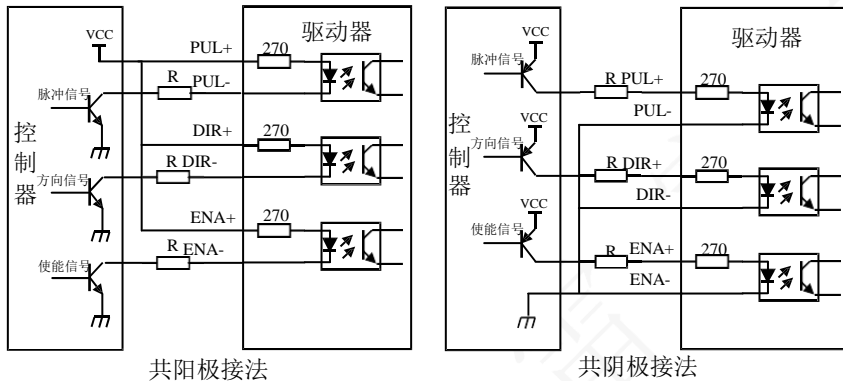 驱动器
VCC
PUL+
270
R
PUL-
脉冲信号
DIR+
270
控制器
方向信号
R DIR-
ENA+
270
R
ENA-
使能信号
共阳极接法
驱动器
VCC
脉冲信号
R PUL+
270
PUL-
控制器
VCC
方向信号
R DIR+
270
DIR-
VCC
使能信号
R
ENA+
270
ENA-
共阴极接法